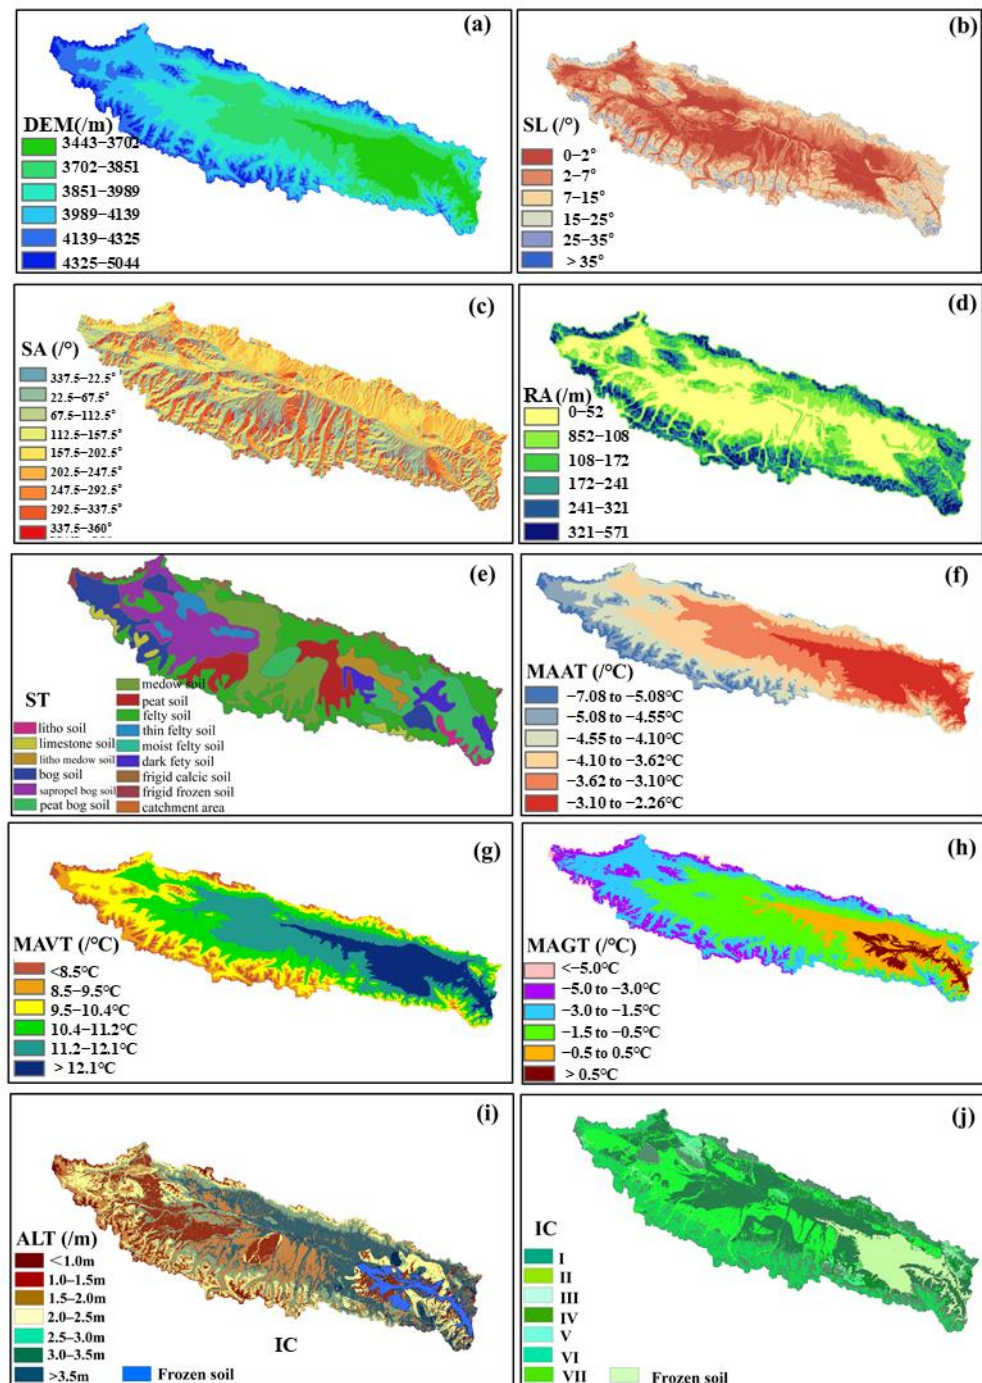 (a)
DEM(/m)
3443−3702
3702−3851
3851−3989
3989−4139
4139−4325
4325−5044
(b)
SL (/°)
0−2°
2−7°
7−15°
15−25°
25−35°
> 35°
(c)
SA (/°)
337.5−22.5°
22.5−67.5°
67.5−112.5°
112.5−157.5°
157.5−202.5°
202.5−247.5°
247.5−292.5°
292.5−337.5°
337.5−360°
(d)
RA (/m)
0−52
852−108
108−172
172−241
241−321
321−571
(e)
ST
litho soil
limestone soil
litho medow soil
bog soil
sapropel bog soil
peat bog soil
medow soil
peat soil
felty soil
thin felty soil
moist felty soil
dark fety soil
frigid calcic soil
frigid frozen soil
catchment area
(f)
MAAT (/°C)
−7.08 to −5.08°C
−5.08 to −4.55°C
−4.55 to −4.10°C
−4.10 to −3.62°C
−3.62 to −3.10°C
−3.10 to −2.26°C
(g)
MAVT (/°C)
<8.5°C
8.5−9.5°C
9.5−10.4°C
10.4−11.2°C
11.2−12.1°C
> 12.1°C
(h)
MAGT (/°C)
<−5.0°C
−5.0 to −3.0°C
−3.0 to −1.5°C
−1.5 to −0.5°C
−0.5 to 0.5°C
> 0.5°C
(i)
ALT (/m)
<1.0m
1.0−1.5m
1.5−2.0m
2.0−2.5m
2.5−3.0m
3.0−3.5m
>3.5m
IC
Frozen soil
(j)
IC
I
II
III
IV
V
VI
VII
Frozen soil